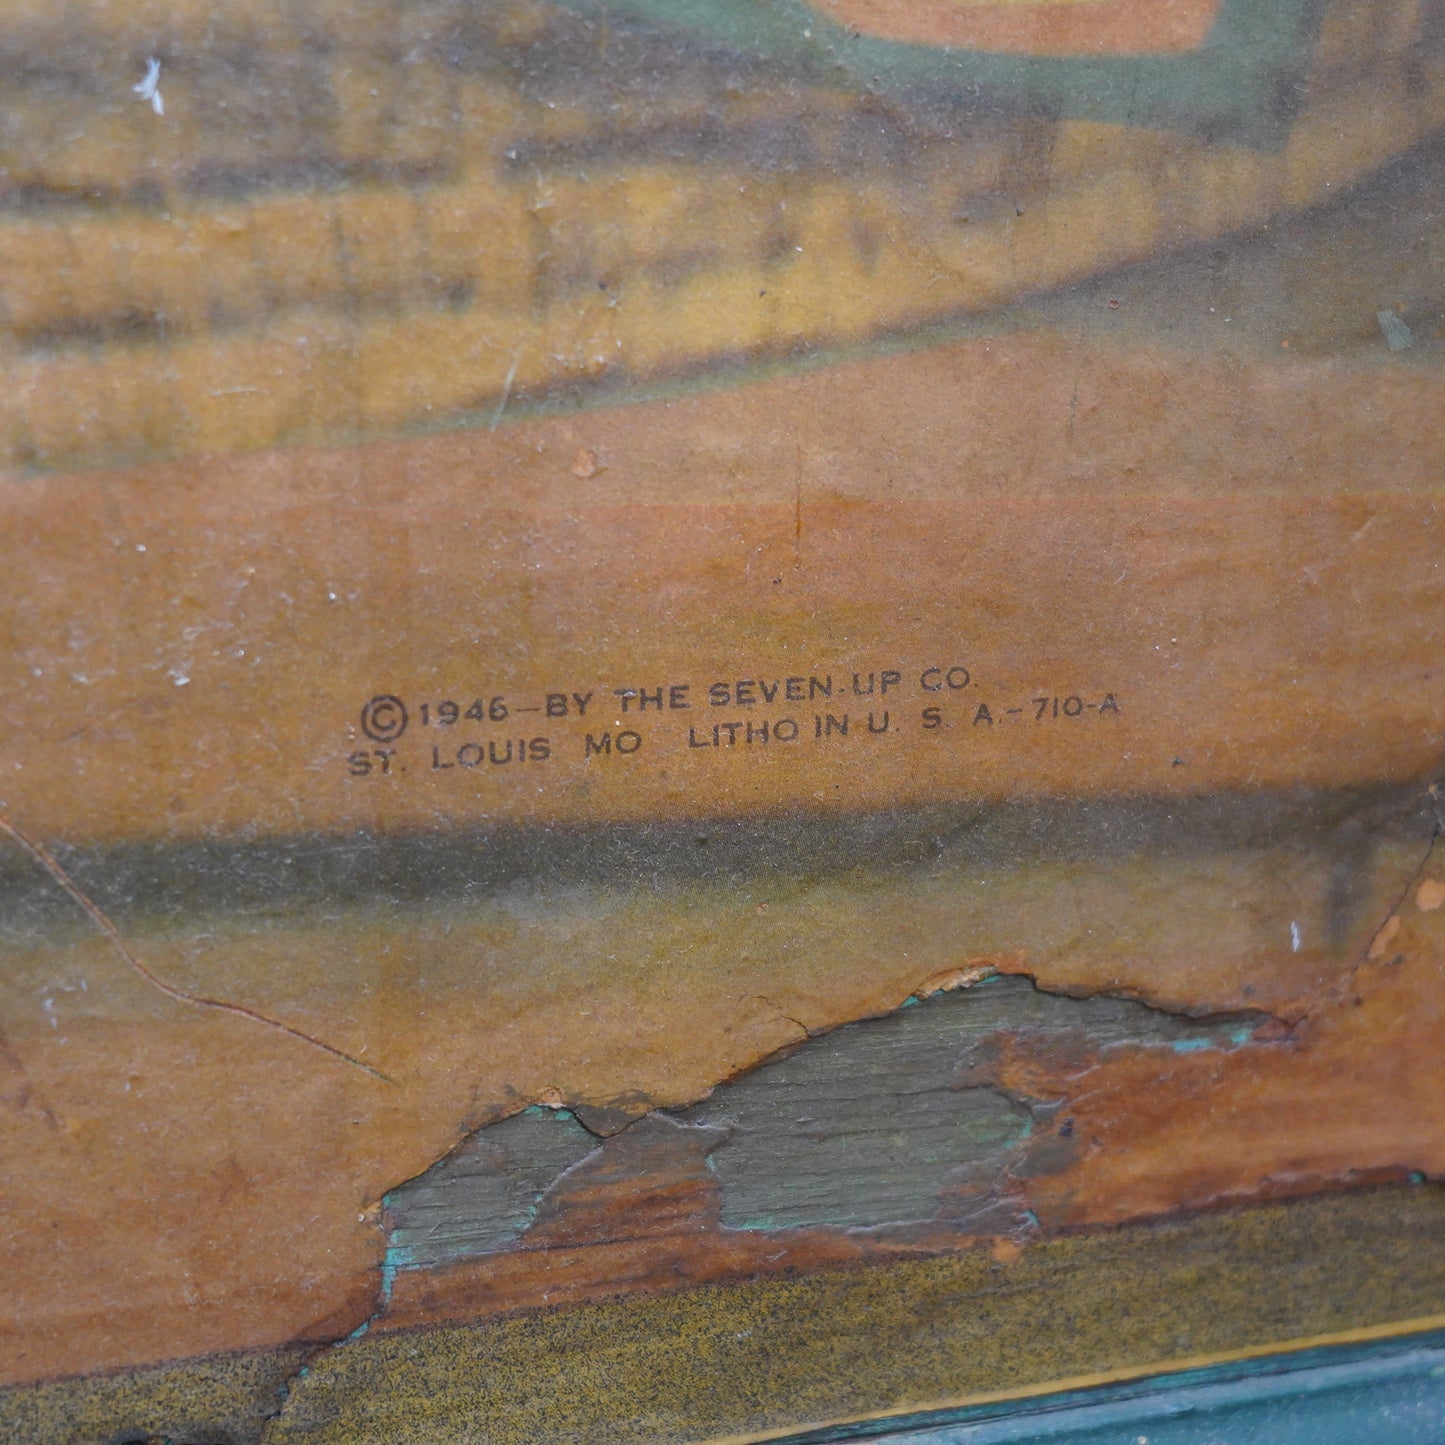 ©1946—BY THE SEVEN-UP CO.
ST. LOUIS MO LITHO IN U. S. A.-710-A